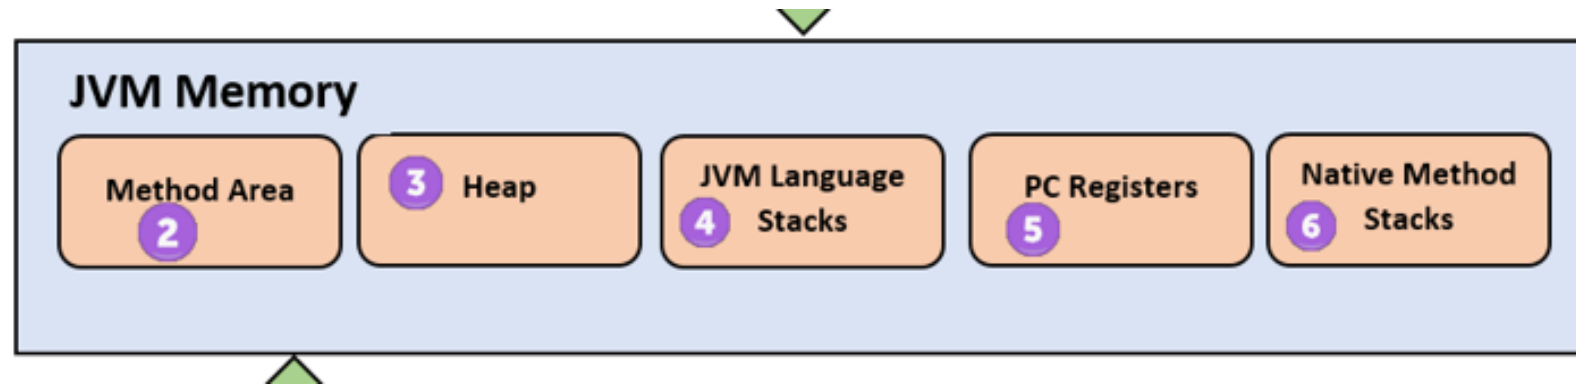 JVM Memory
Method Area
2
3 Heap
JVM Language
4 Stacks
PC Registers
5
Native Method
6 Stacks